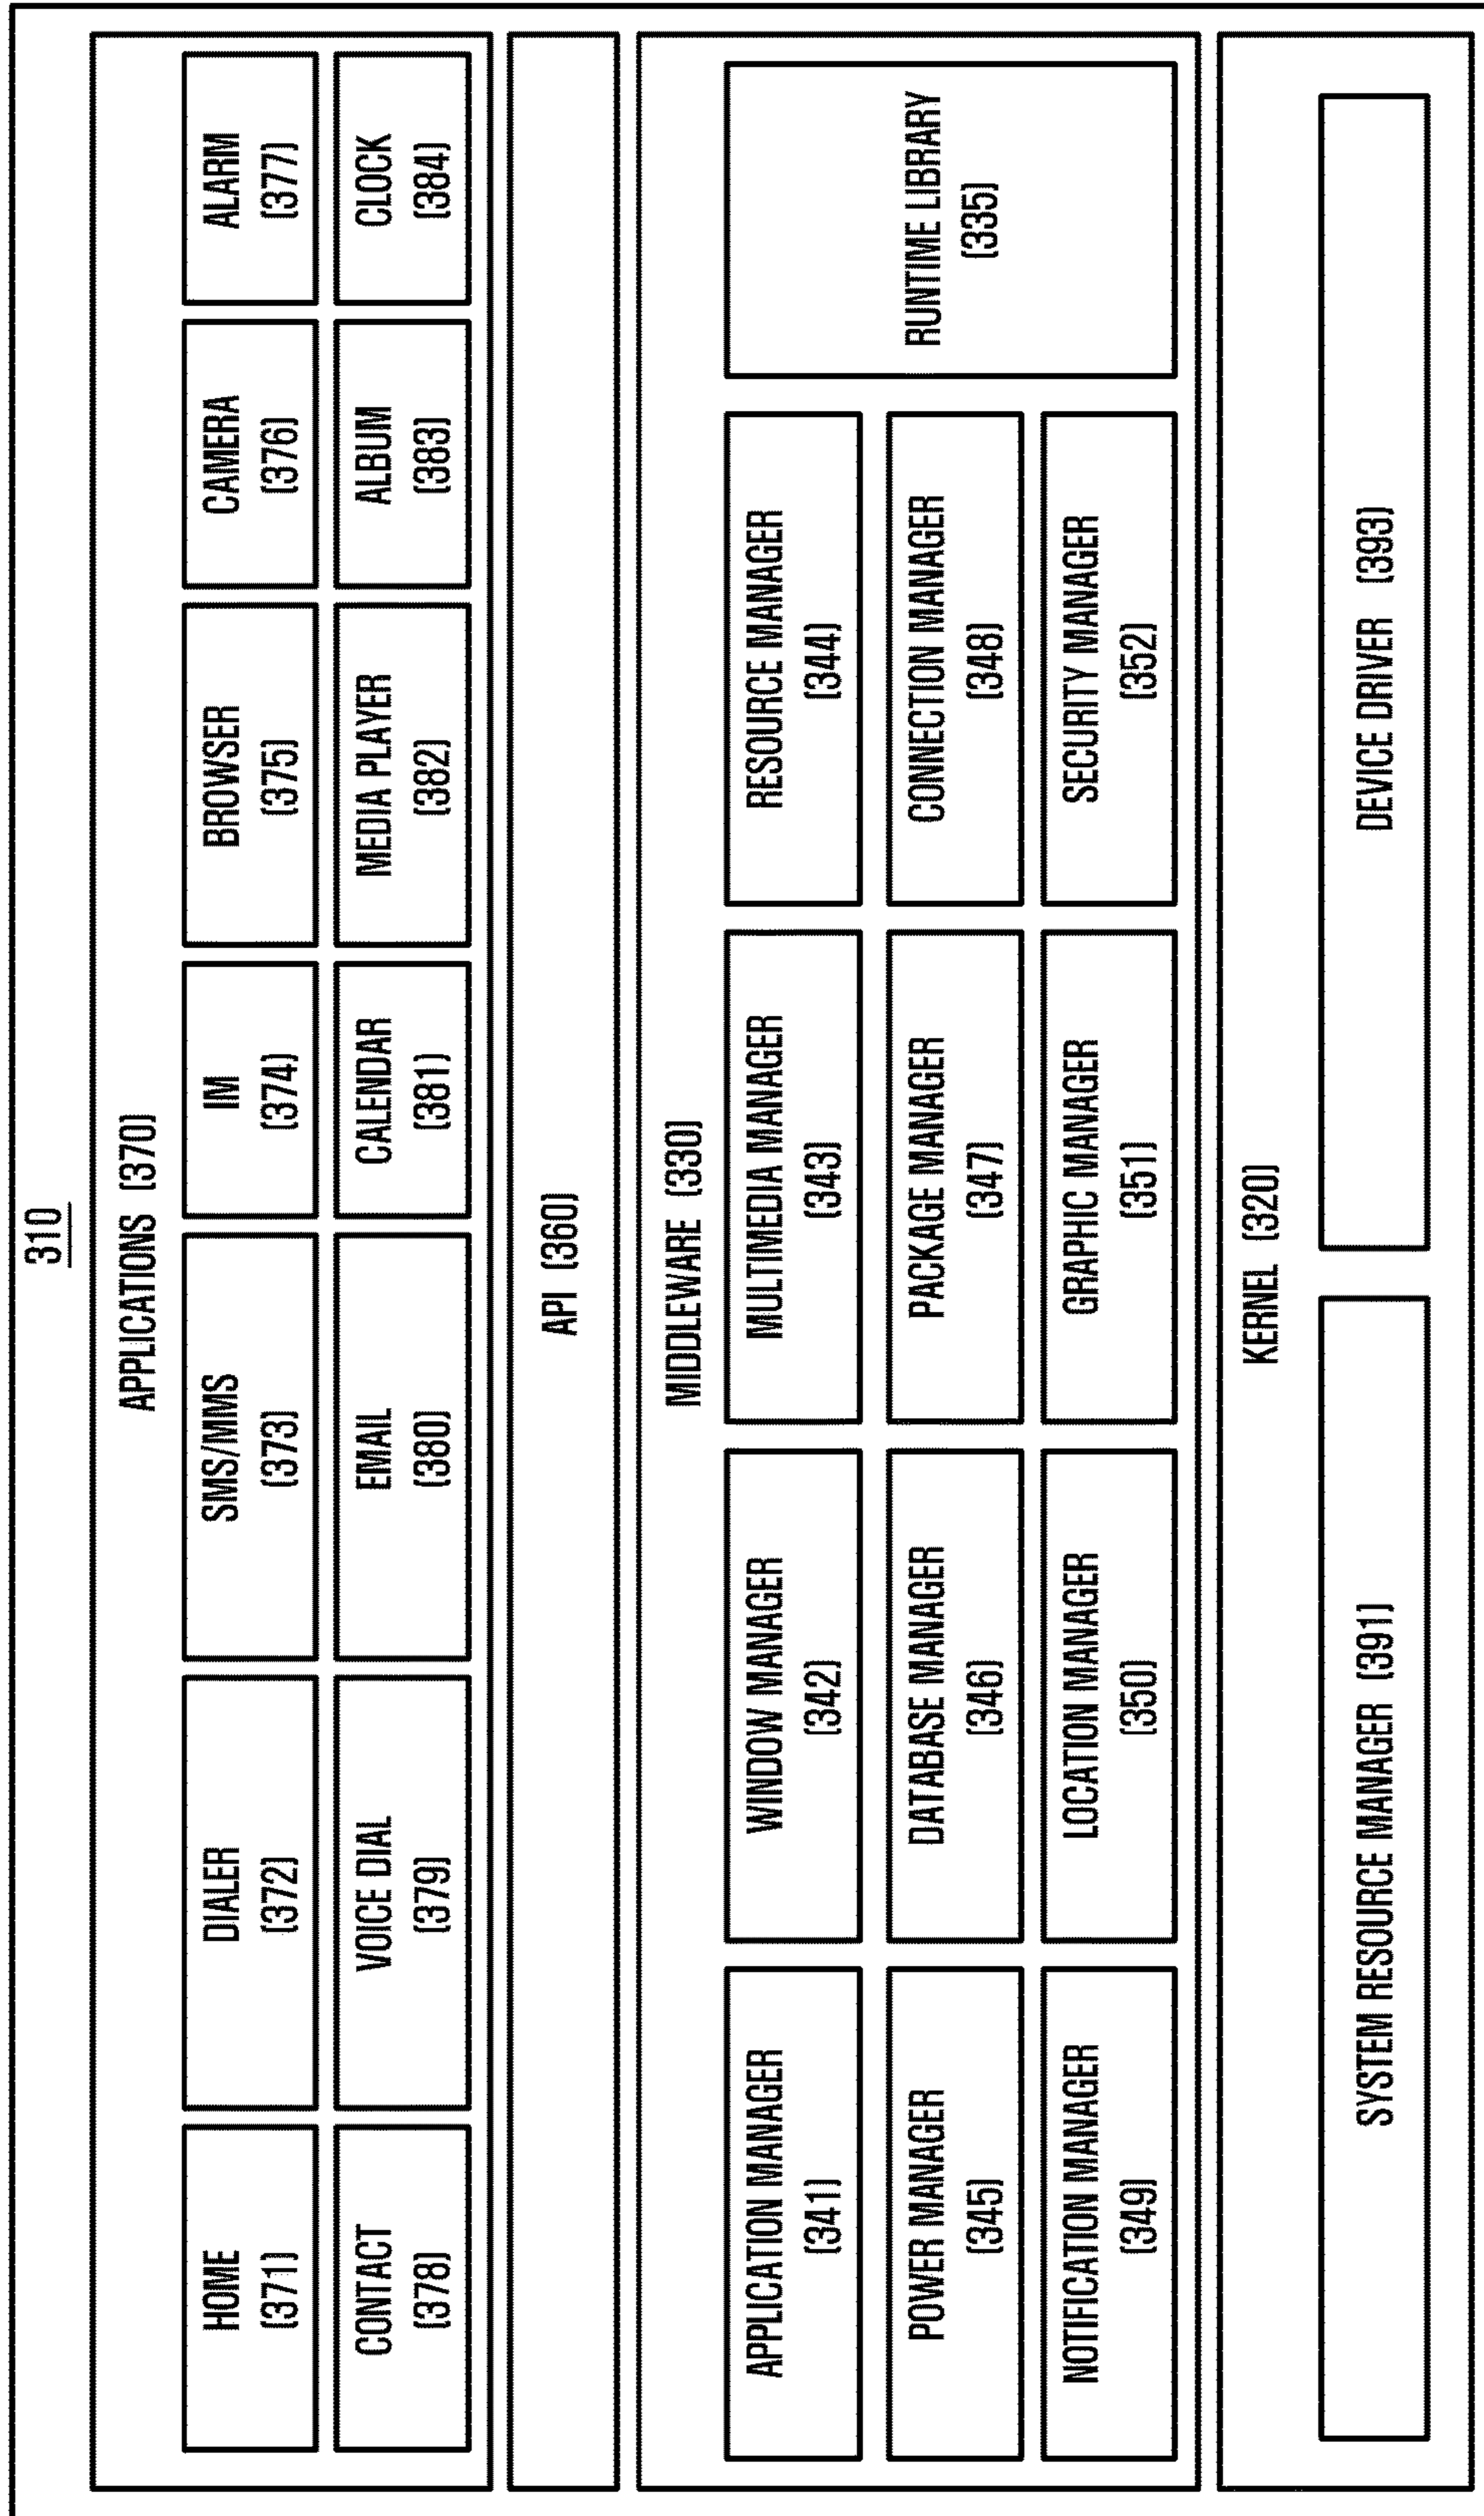 310
APPLICATIONS (370)
HOME
(371)
DIALER
(372)
SMS/MMS
(373)
IM
(374)
BROWSER
(375)
CAMERA
(376)
ALARM
(377)
CONTACT
(378)
VOICE DIAL
(379)
EMAIL
(380)
CALENDAR
(381)
MEDIA PLAYER
(382)
ALBUM
(383)
CLOCK
(384)
API (360)
MIDDLEWARE (330)
APPLICATION MANAGER
(341)
WINDOW MANAGER
(342)
MULTIMEDIA MANAGER
(343)
RESOURCE MANAGER
(344)
POWER MANAGER
(345)
DATABASE MANAGER
(346)
PACKAGE MANAGER
(347)
CONNECTION MANAGER
(348)
NOTIFICATION MANAGER
(349)
LOCATION MANAGER
(350)
GRAPHIC MANAGER
(351)
SECURITY MANAGER
(352)
RUNTIME LIBRARY
(335)
KERNEL (320)
SYSTEM RESOURCE MANAGER (391)
DEVICE DRIVER (393)